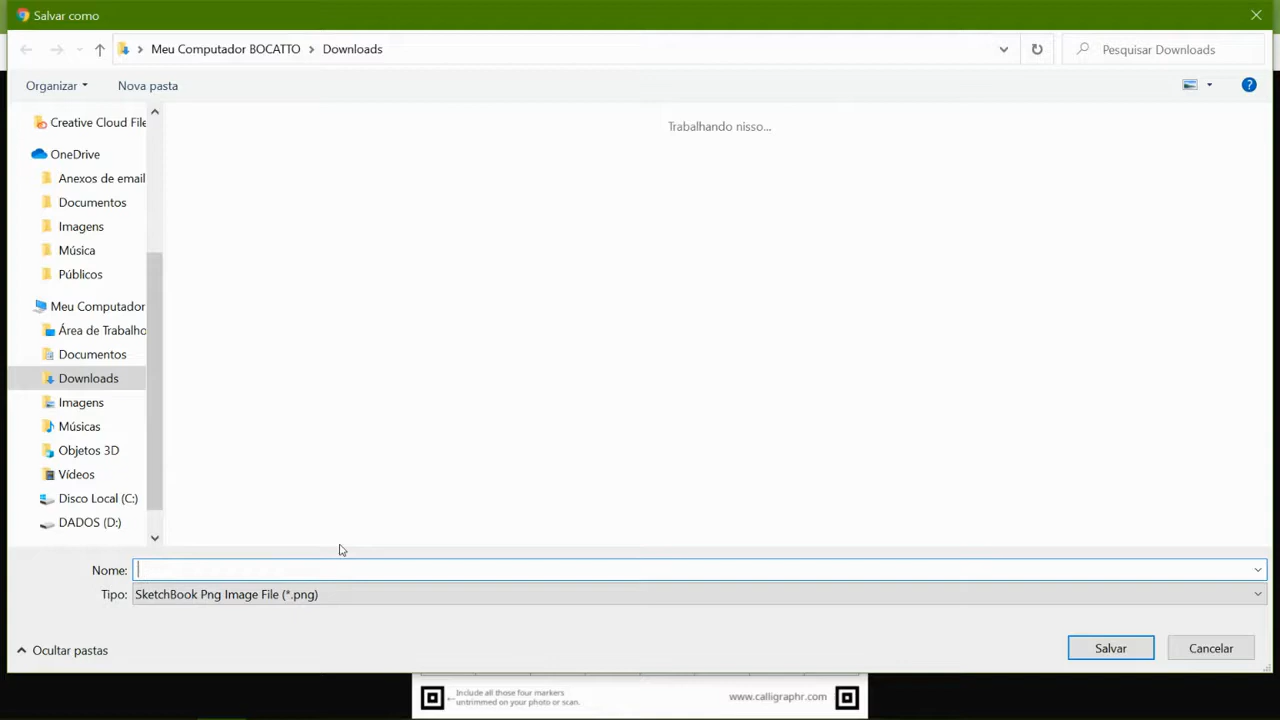 Salvar como
Meu Computador BOCATTO > Downloads
Pesquisar Downloads
Organizar
Nova pasta
Creative Cloud File
OneDrive
Anexos de email
Documentos
Imagens
Música
Públicos
Meu Computador
Área de Trabalho
Documentos
Downloads
Imagens
Músicas
Objetos 3D
Vídeos
Disco Local (C:)
DADOS (D:)
Trabalhando nisso...
Nome:
Tipo: SketchBook Png Image File (*.png)
Ocultar pastas
Salvar
Cancelar
Include all those four markers
untrimmed on your photo or scan.
www.calligraphr.com